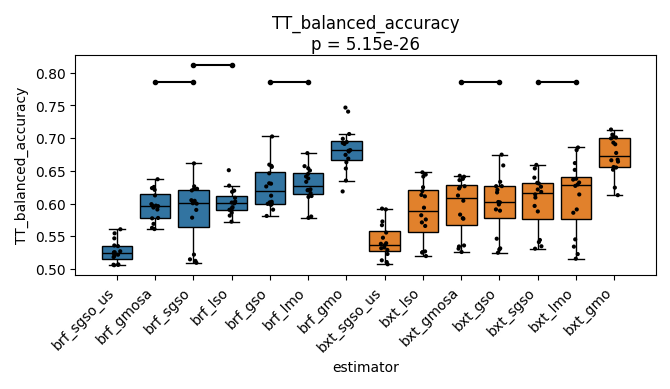 TT_balanced_accuracy
p = 5.15e-26
TT_balanced_accuracy
0.80
0.75
0.70
0.65
0.60
0.55
0.50
brf_sgso_us
brf_gmosa
brf_sgso
brf_lso
brf_gso
brf_lmo
brf_gmo
bxt_sgso_us
bxt_lso
bxt_gmosa
bxt_gso
bxt_sgso
bxt_lmo
bxt_gmo
estimator